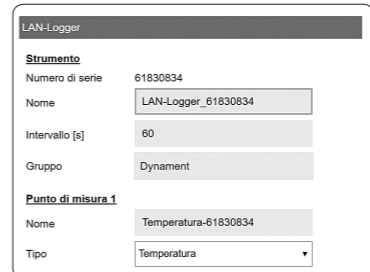 LAN-Logger
Strumento
Numero di serie 61830834
Nome LAN-Logger_61830834
Intervallo [s] 60
Gruppo Dynament
Punto di misura 1
Nome Temperatura-61830834
Tipo Temperatura